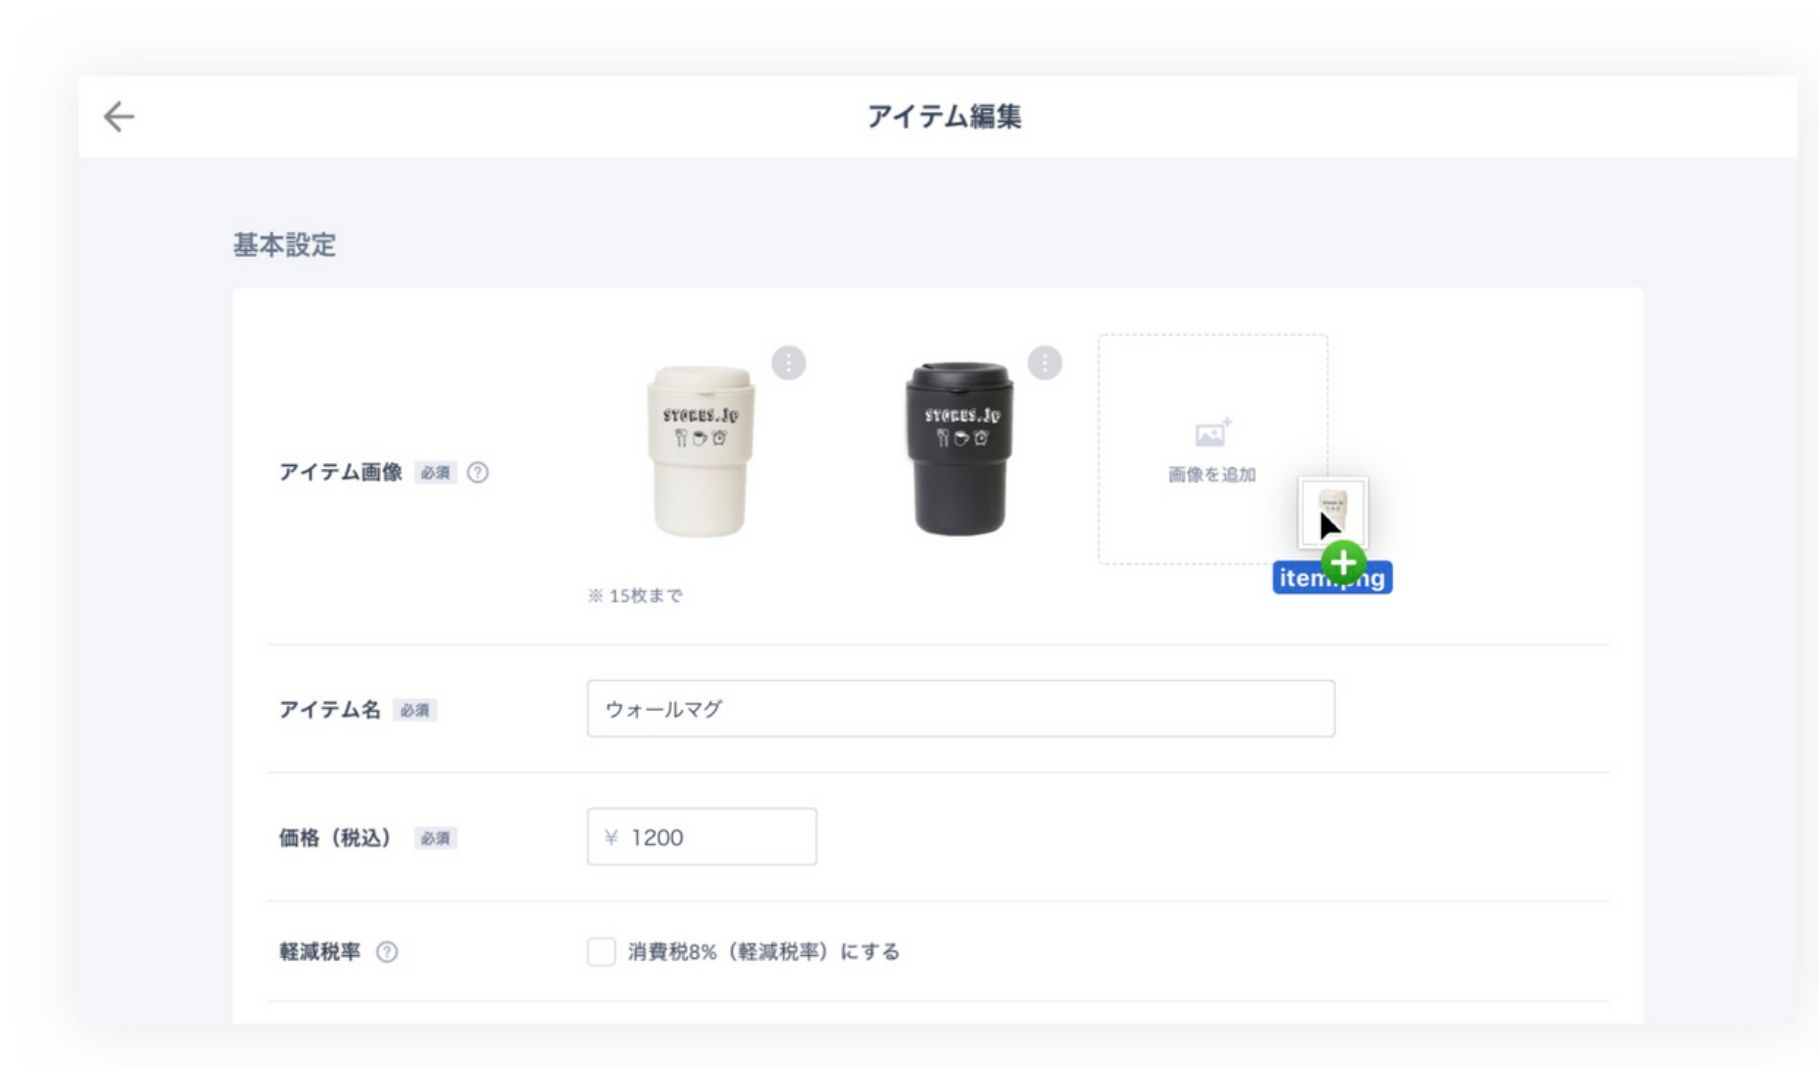 アイテム編集
基本設定
STORES.jp
STORES.jp
画像を追加
アイテム画像 必須 ?
item.png
※ 15枚まで
アイテム名 必須 ウォールマグ
価格（税込） 必須 ¥ 1200
軽減税率 ? 消費税8%（軽減税率）にする